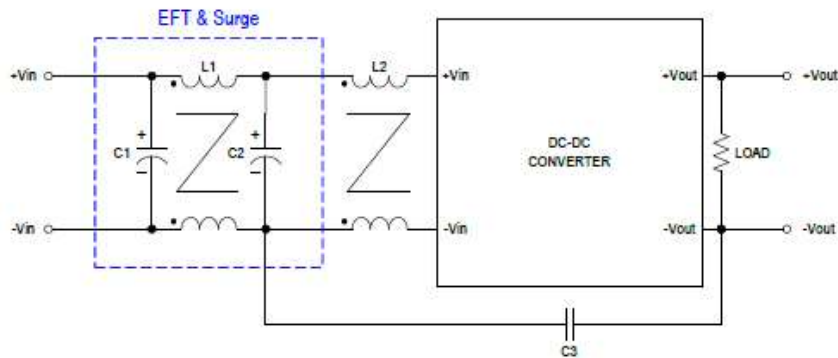 EFT & Surge
L1
L2
+Vin
+Vin
+Vout
+Vout
+
C1
−
+
C2
−
DC-DC
CONVERTER
LOAD
-Vin
-Vin
-Vout
-Vout
C3